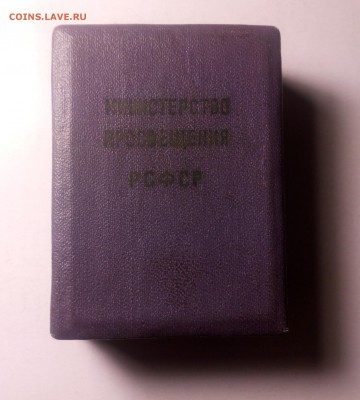 COINS.LAVE.RU
МИНИСТЕРСТВО
ПРОСВЕЩЕНИЯ
РСФСР